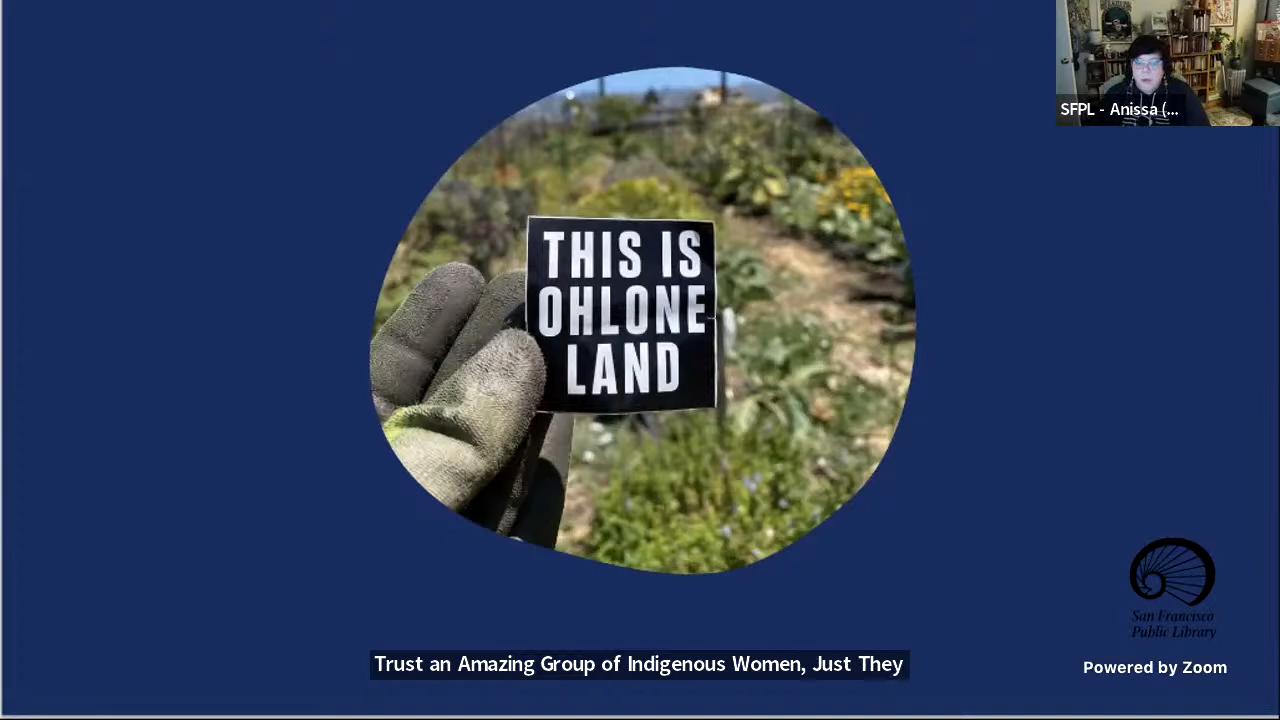 SFPL - Anissa (...
THIS IS
OHLONE
LAND
San Francisco
Public Library
Trust an Amazing Group of Indigenous Women, Just They
Powered by Zoom